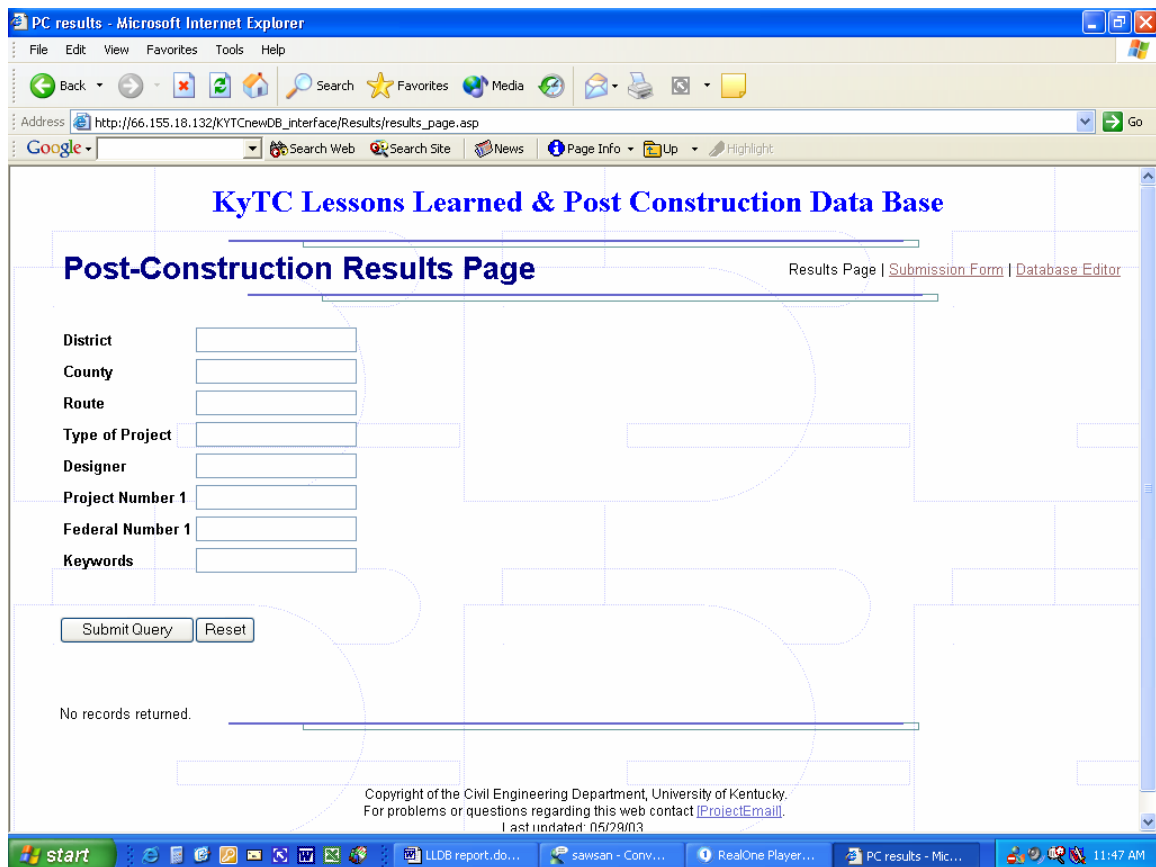 PC results - Microsoft Internet Explorer
File Edit View Favorites Tools Help
Back Search Favorites Media
Address http://66.155.18.132/KYTCnewDB_interface/Results/results_page.asp Go
Google Search Web Search Site News Page Info Up Highlight
KyTC Lessons Learned & Post Construction Data Base
Post-Construction Results Page
Results Page | Submission Form | Database Editor
District
County
Route
Type of Project
Designer
Project Number 1
Federal Number 1
Keywords
Submit Query Reset
No records returned.
Copyright of the Civil Engineering Department, University of Kentucky.
For problems or questions regarding this web contact [ProjectEmail].
Last updated: 05/29/03
start LLDB report.do... sawsan - Conv... RealOne Player... PC results - Mic... 11:47 AM